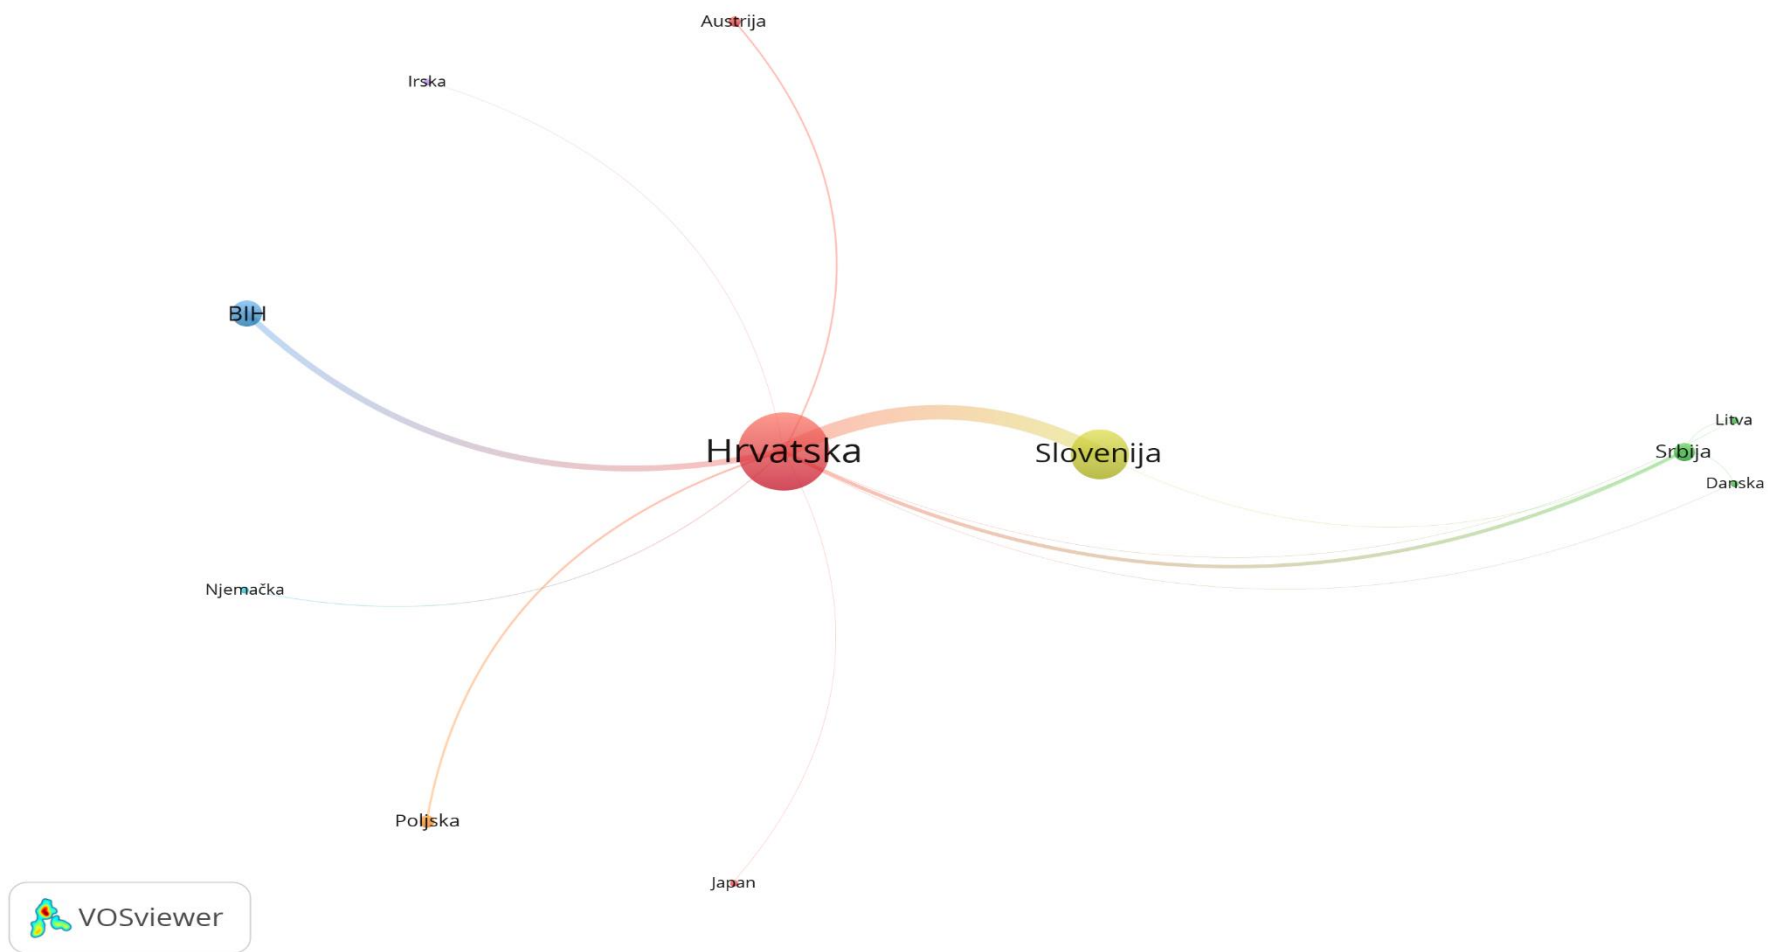 Austrija
Irska
BIH
Litva
Hrvatska
Slovenija
Srbija
Danska
Njemačka
Poljska
Japan
VOSviewer